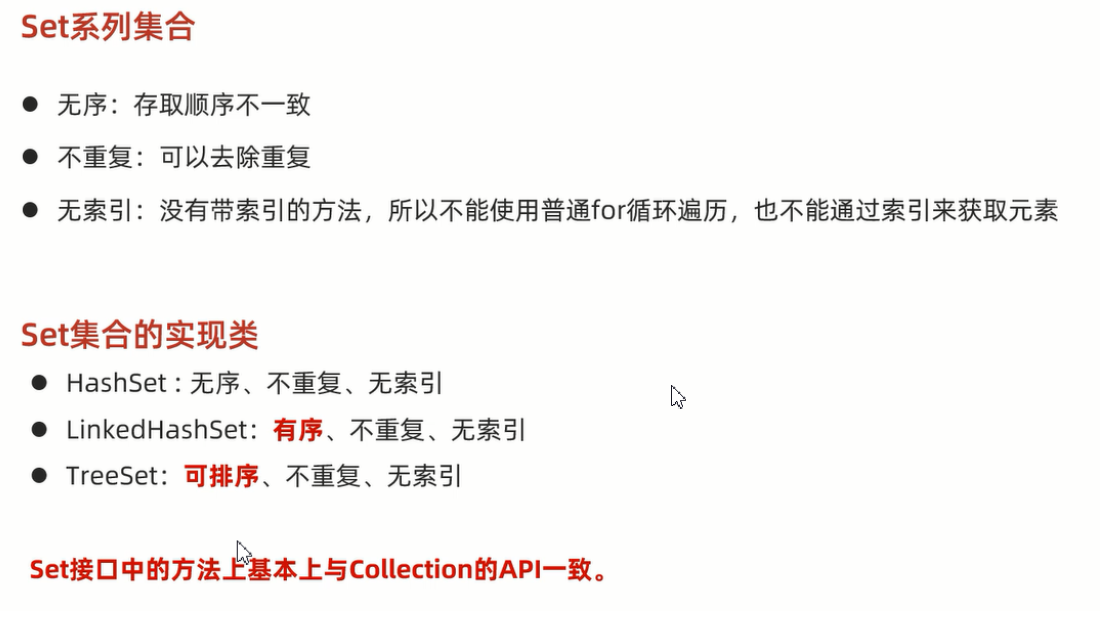 Set系列集合
● 无序：存取顺序不一致
● 不重复：可以去除重复
● 无索引：没有带索引的方法，所以不能使用普通for循环遍历，也不能通过索引来获取元素
Set集合的实现类
● HashSet : 无序、不重复、无索引
● LinkedHashSet：有序、不重复、无索引
● TreeSet：可排序、不重复、无索引
Set接口中的方法上基本上与Collection的API一致。